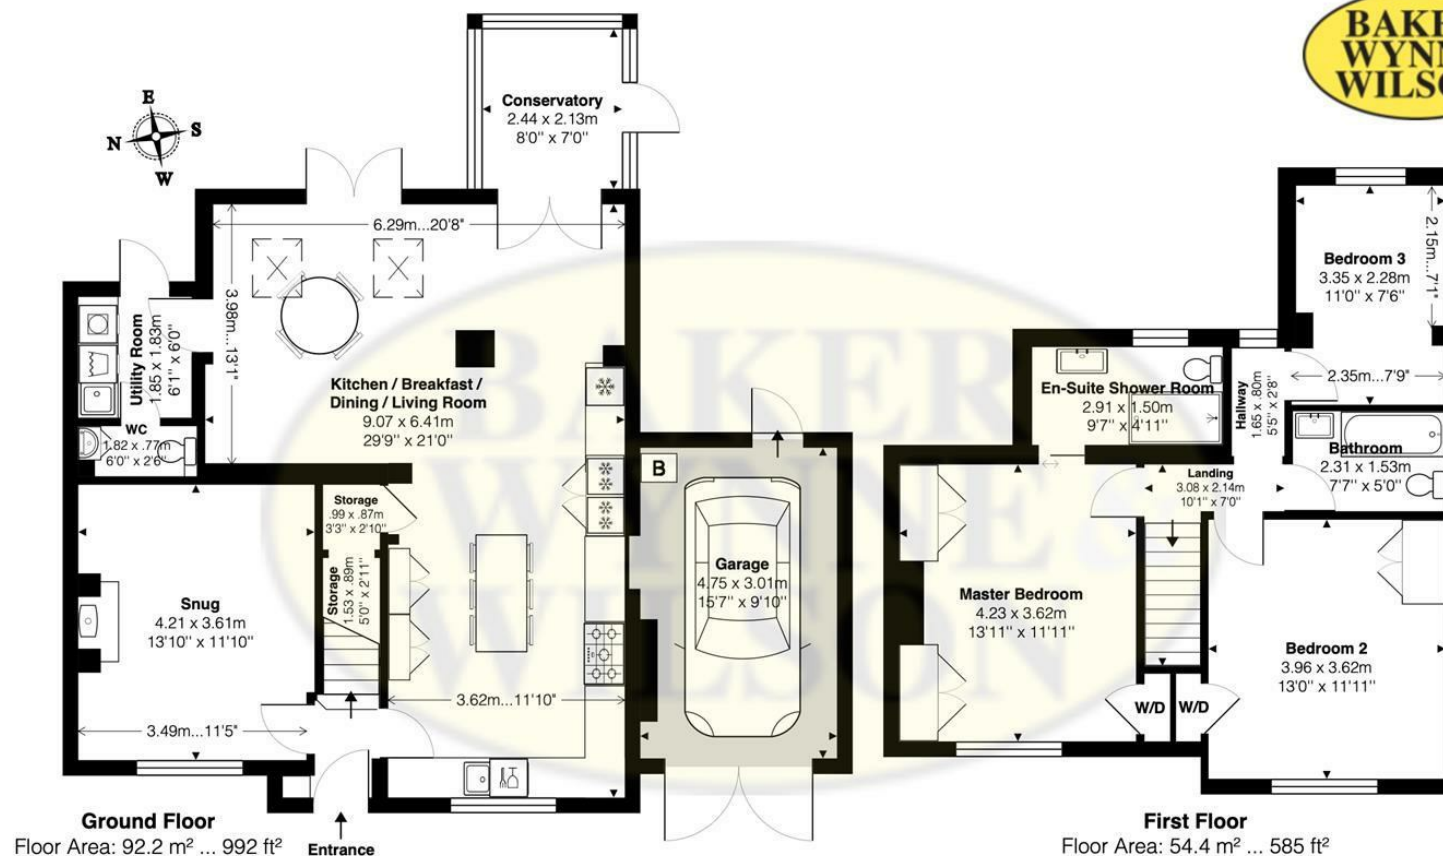 BAKE
WYNN
WILSO
E
N
S
W
Conservatory
2.44 x 2.13m
8'0" x 7'0"
6.29m...20'8"
3.98m...13'1"
Utility Room
1.85 x 1.83m
6'1" x 6'0"
WC
1.82 x .77m
6'0" x 2'6"
Kitchen / Breakfast /
Dining / Living Room
9.07 x 6.41m
29'9" x 21'0"
Storage
.99 x .87m
3'3" x 2'10"
Storage
1.53 x .89m
5'0" x 2'11"
Snug
4.21 x 3.61m
13'10" x 11'10"
3.49m...11'5"
3.62m...11'10"
B
Garage
4.75 x 3.01m
15'7" x 9'10"
BAKER
WYNNE
WILSON
Bedroom 3
3.35 x 2.28m
11'0" x 7'6"
2.15m...7'1"
2.35m...7'9"
En-Suite Shower Room
2.91 x 1.50m
9'7" x 4'11"
Hallway
1.65 x .80m
5'5" x 2'8"
Bathroom
2.31 x 1.53m
7'7" x 5'0"
Landing
3.08 x 2.14m
10'1" x 7'0"
Master Bedroom
4.23 x 3.62m
13'11" x 11'11"
Bedroom 2
3.96 x 3.62m
13'0" x 11'11"
W/D
W/D
Ground Floor
Floor Area: 92.2 m² ... 992 ft²
Entrance
First Floor
Floor Area: 54.4 m² ... 585 ft²